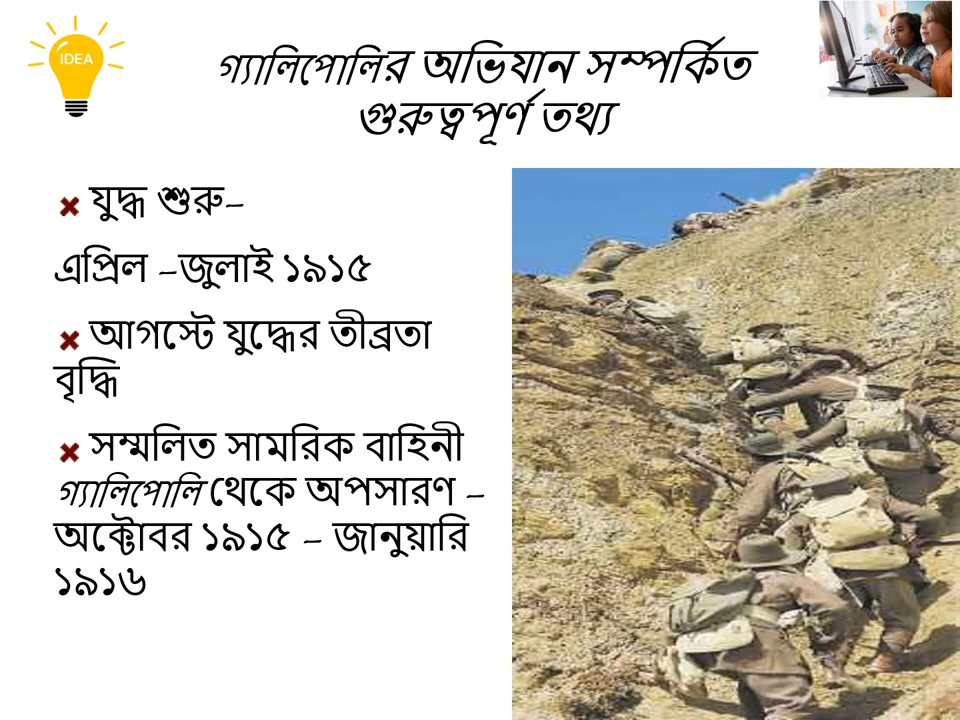 IDEA
গ্যালিপোলির অভিযান সম্পর্কিত
গুরুত্বপূর্ণ তথ্য
যুদ্ধ শুরু–
এপ্রিল –জুলাই ১৯১৫
আগস্টে যুদ্ধের তীব্রতা
বৃদ্ধি
সম্মলিত সামরিক বাহিনী
গ্যালিপোলি থেকে অপসারণ –
অক্টোবর ১৯১৫ – জানুয়ারি
১৯১৬